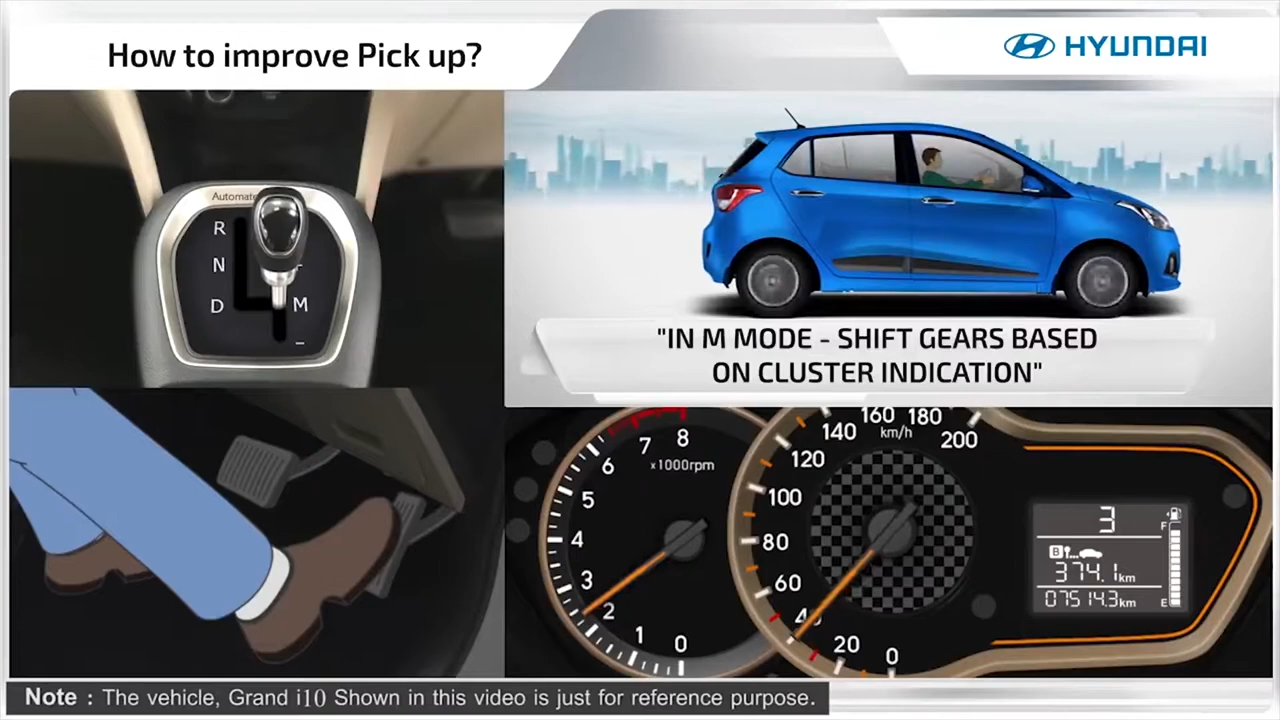 How to improve Pick up?
HYUNDAI
R
N
D
M
"IN M MODE - SHIFT GEARS BASED
ON CLUSTER INDICATION"
0
1
2
3
4
5
6
7
8
x1000rpm
0
20
60
80
100
120
140
160
180
200
km/h
3
F
B
374.1km
07514.3km
E
Note : The vehicle, Grand i10 Shown in this video is just for reference purpose.